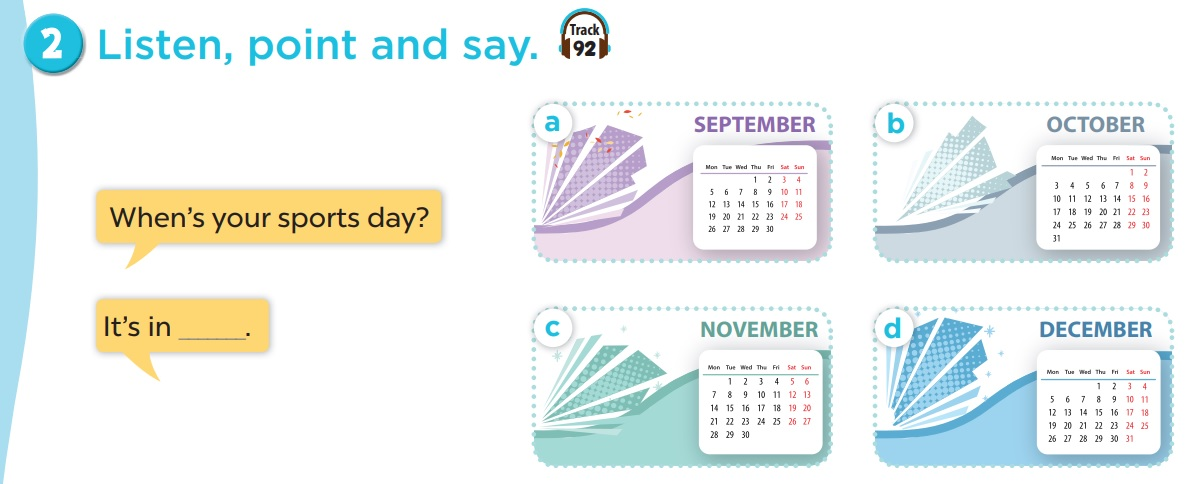 2 Listen, point and say.
Track
92
When's your sports day?
It's in _______.
a
SEPTEMBER
Mon Tue Wed Thu Fri Sat Sun
1 2 3 4
5 6 7 8 9 10 11
12 13 14 15 16 17 18
19 20 21 22 23 24 25
26 27 28 29 30
b
OCTOBER
Mon Tue Wed Thu Fri Sat Sun
1 2
3 4 5 6 7 8 9
10 11 12 13 14 15 16
17 18 19 20 21 22 23
24 25 26 27 28 29 30
31
c
NOVEMBER
Mon Tue Wed Thu Fri Sat Sun
1 2 3 4 5 6
7 8 9 10 11 12 13
14 15 16 17 18 19 20
21 22 23 24 25 26 27
28 29 30
d
DECEMBER
Mon Tue Wed Thu Fri Sat Sun
1 2 3 4
5 6 7 8 9 10 11
12 13 14 15 16 17 18
19 20 21 22 23 24 25
26 27 28 29 30 31